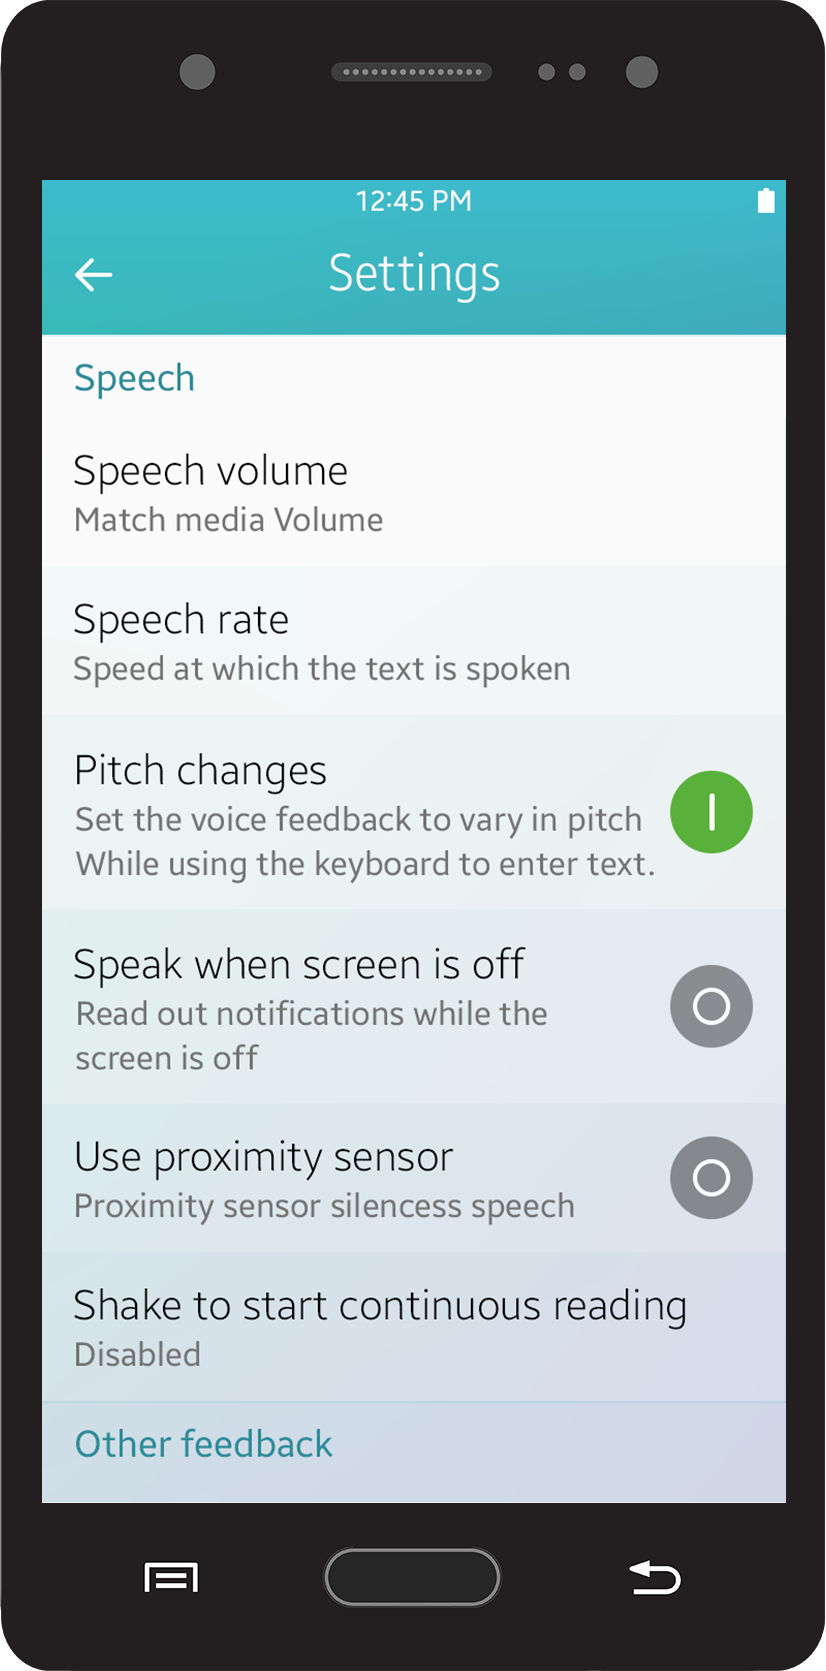 12:45 PM
Settings
Speech
Speech volume
Match media Volume
Speech rate
Speed at which the text is spoken
Pitch changes
Set the voice feedback to vary in pitch
While using the keyboard to enter text.
Speak when screen is off
Read out notifications while the
screen is off
Use proximity sensor
Proximity sensor silencess speech
Shake to start continuous reading
Disabled
Other feedback